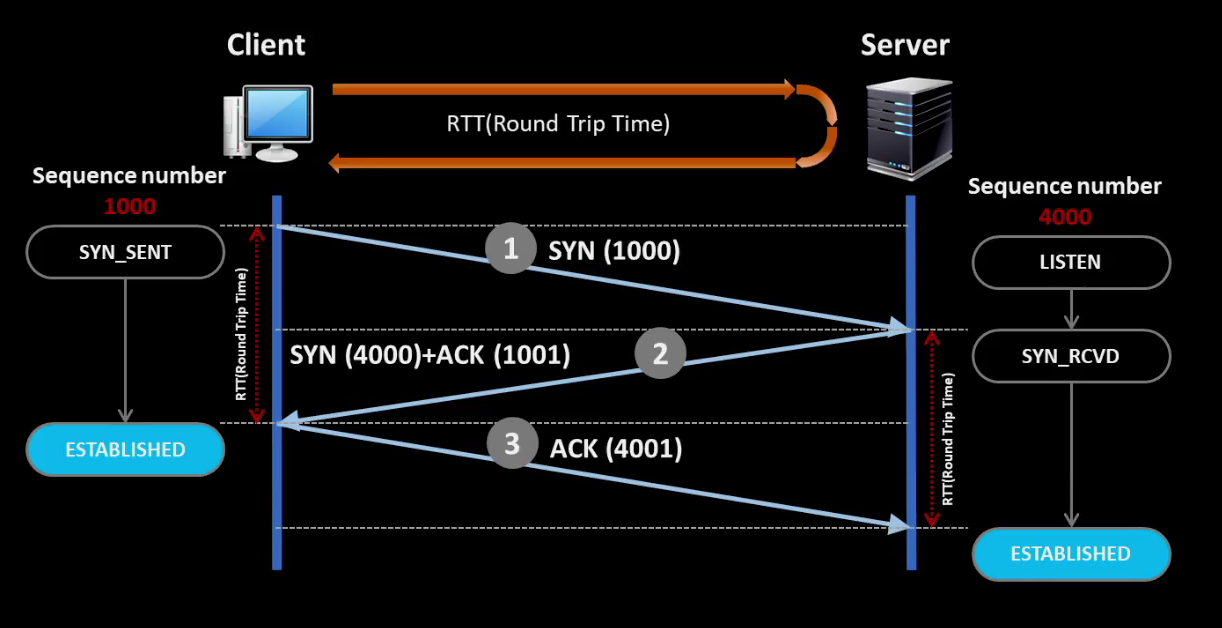 Client
Server
RTT(Round Trip Time)
Sequence number
1000
Sequence number
4000
SYN_SENT
1
SYN (1000)
LISTEN
RTT(Round Trip Time)
SYN (4000)+ACK (1001)
2
SYN_RCVD
ESTABLISHED
3
ACK (4001)
RTT(Round Trip Time)
ESTABLISHED